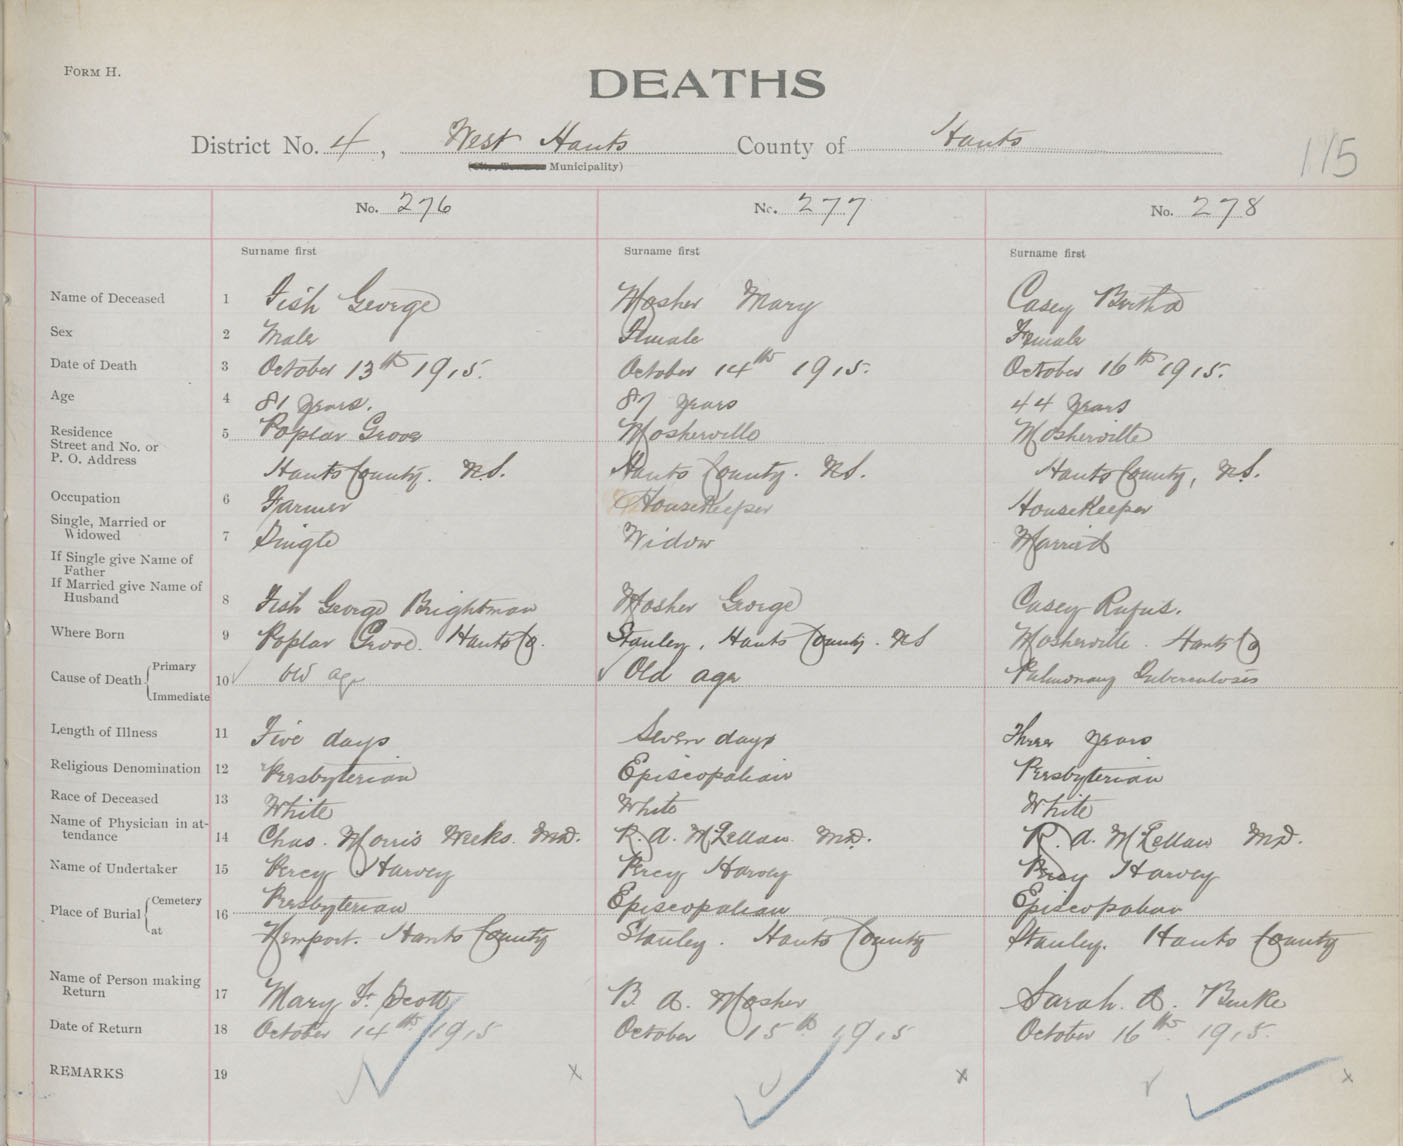 FORM H.
DEATHS
District No. 4, West Hants County of Hants
Municipality)
115
No. 276 No. 277 No. 278
Surname first Surname first Surname first
Name of Deceased 1 Fish George Mosher Mary Casey Bertha
Sex 2 Male Female Female
Date of Death 3 October 13th 1915. October 14th 1915. October 16th 1915.
Age 4 81 years. 87 years 44 years
Residence 5 Poplar Grove Mosherville Mosherville
Street and No. or
P. O. Address Hants County. N.S. Hants County. N.S. Hants County, N.S.
Occupation 6 Farmer HouseKeeper HouseKeeper
Single, Married or
Widowed 7 Single Widow Married
If Single give Name of
Father
If Married give Name of
Husband 8 Fish George Brightman Mosher George Casey Rufus.
Where Born 9 Poplar Grove. Hants Co. Stanley, Hants County. NS Mosherville. Hants Co
Cause of Death Primary 10 old age Old age Pulmonary Tuberculosis
Immediate
Length of Illness 11 Five days Seven days Three years
Religious Denomination 12 Presbyterian Episcopalian Presbyterian
Race of Deceased 13 White White White
Name of Physician in at-
tendance 14 Chas. Morris Weeks. M.D. R. A. McLellan. M.D. R. A. McLellan M.D.
Name of Undertaker 15 Percy Harvey Percy Harvey Percy Harvey
Place of Burial Cemetery 16 Presbyterian Episcopalian Episcopalian
at Kempt. Hants County Stanley. Hants County Stanley. Hants County
Name of Person making
Return 17 Mary F. Scott B. A. Mosher Sarah. A. Burke
Date of Return 18 October 14th 1915 October 15th 1915 October 16th 1915.
REMARKS 19 x x x